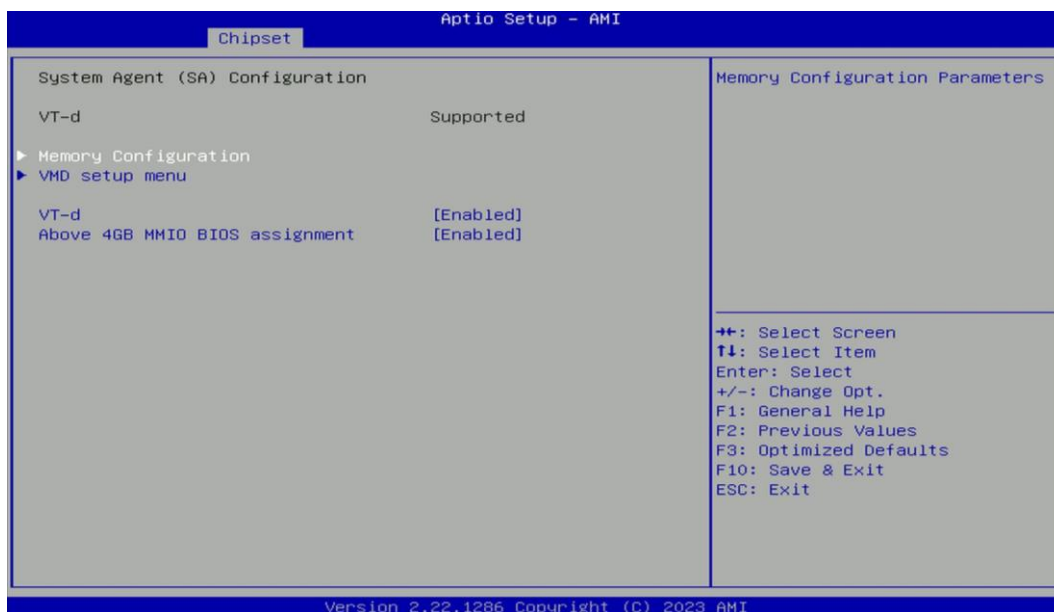 Aptio Setup - AMI
Chipset
System Agent (SA) Configuration
VT-d Supported
Memory Configuration
VMD setup menu
VT-d [Enabled]
Above 4GB MMIO BIOS assignment [Enabled]
Memory Configuration Parameters
→←: Select Screen
↑↓: Select Item
Enter: Select
+/-: Change Opt.
F1: General Help
F2: Previous Values
F3: Optimized Defaults
F10: Save & Exit
ESC: Exit
Version 2.22.1286 Copyright (C) 2023 AMI